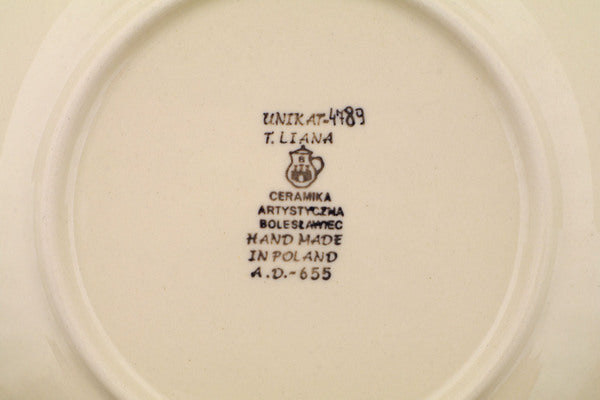 UNIKAT-4789
T. LIANA
B
CERAMIKA
ARTYSTYCZNA
BOLESŁAWIEC
HAND MADE
IN POLAND
A.D.-655